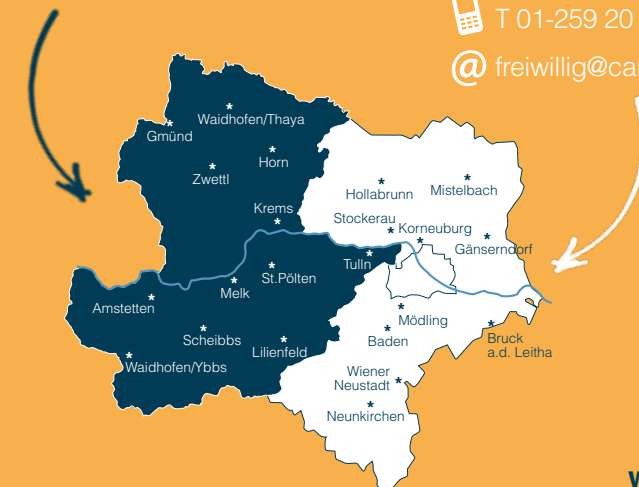 T 01-259 20
@ freiwillig@ca
Waidhofen/Thaya
Gmünd
Horn
Zwettl
Hollabrunn
Mistelbach
Krems
Stockerau
Korneuburg
Gänserndorf
Tulln
St.Pölten
Melk
Amstetten
Mödling
Scheibbs
Baden
Lilienfeld
Bruck
a.d. Leitha
Waidhofen/Ybbs
Wiener
Neustadt
Neunkirchen